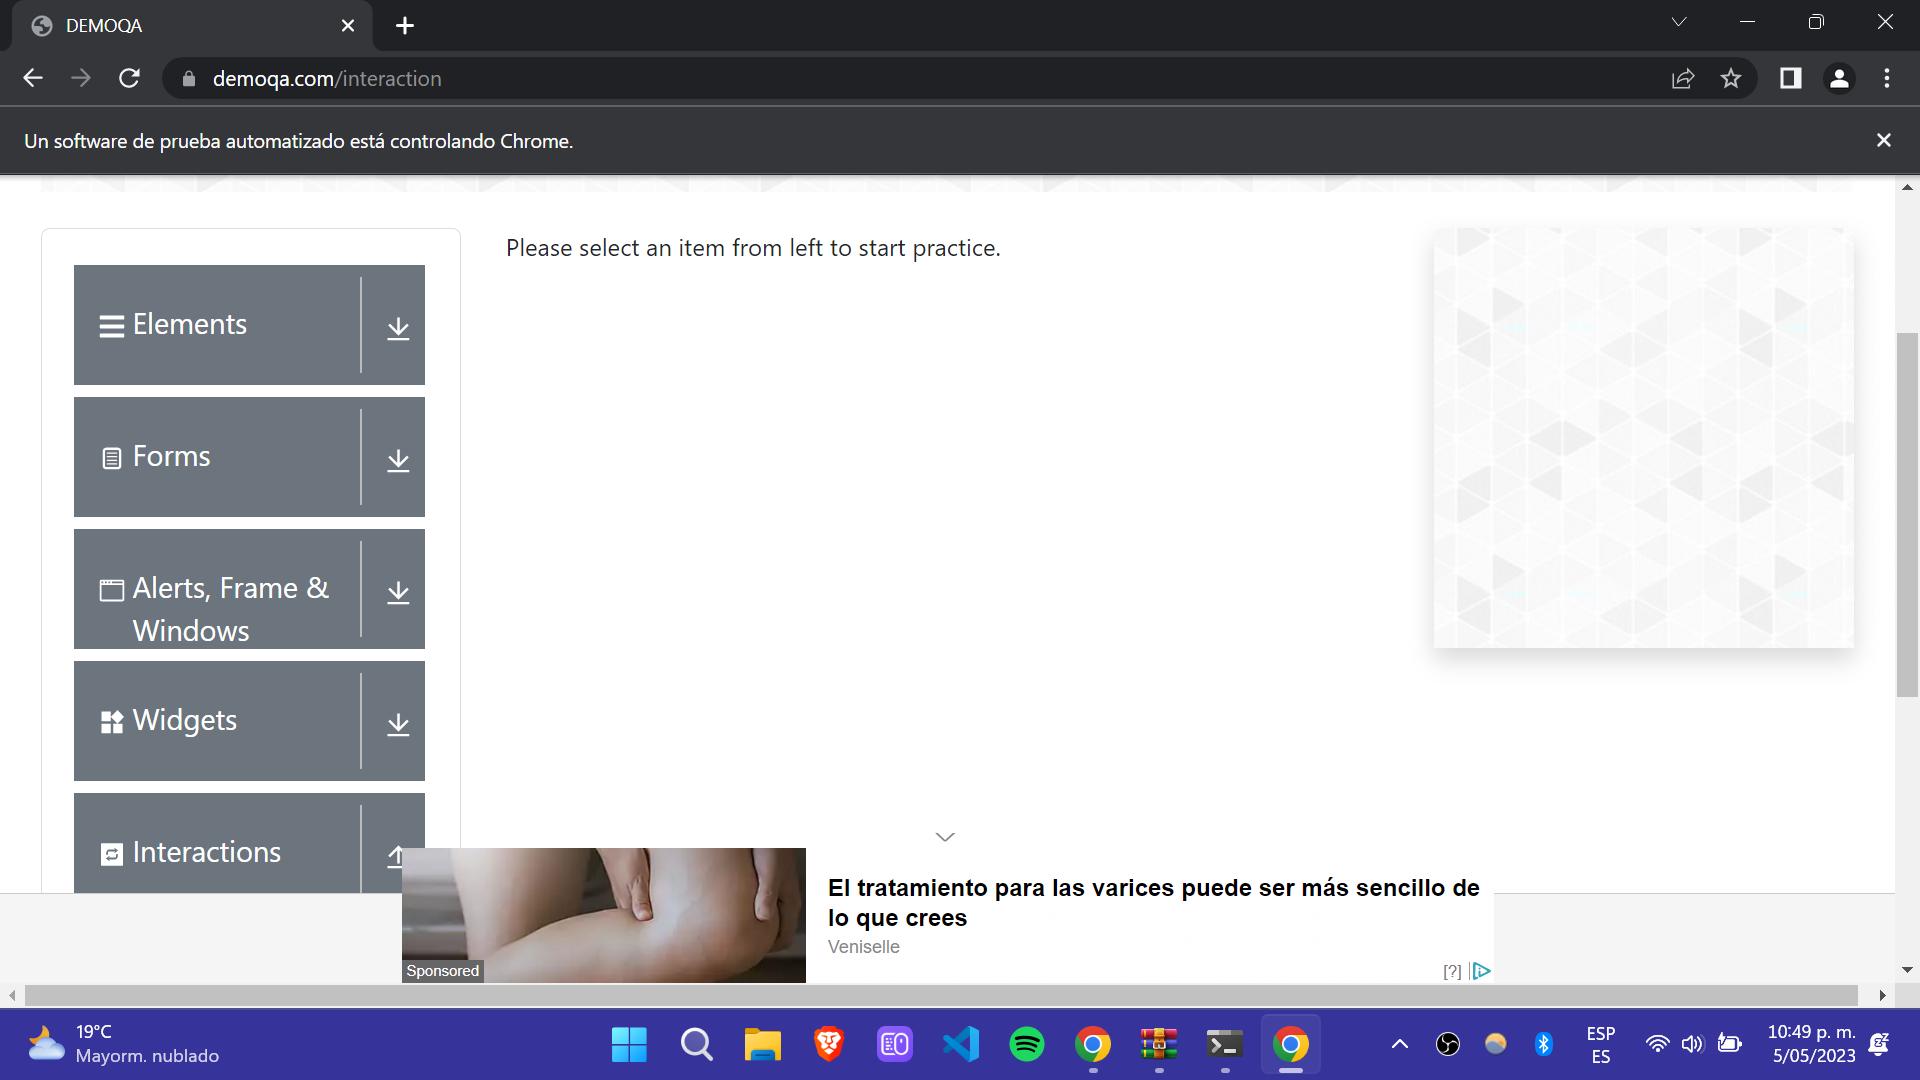 DEMOQA
demoqa.com/interaction
Un software de prueba automatizado está controlando Chrome.
Please select an item from left to start practice.
Elements
Forms
Alerts, Frame &
Windows
Widgets
Interactions
El tratamiento para las varices puede ser más sencillo de
lo que crees
Veniselle
Sponsored
[?]
19°C
Mayorm. nublado
ESP
ES
10:49 p. m.
5/05/2023